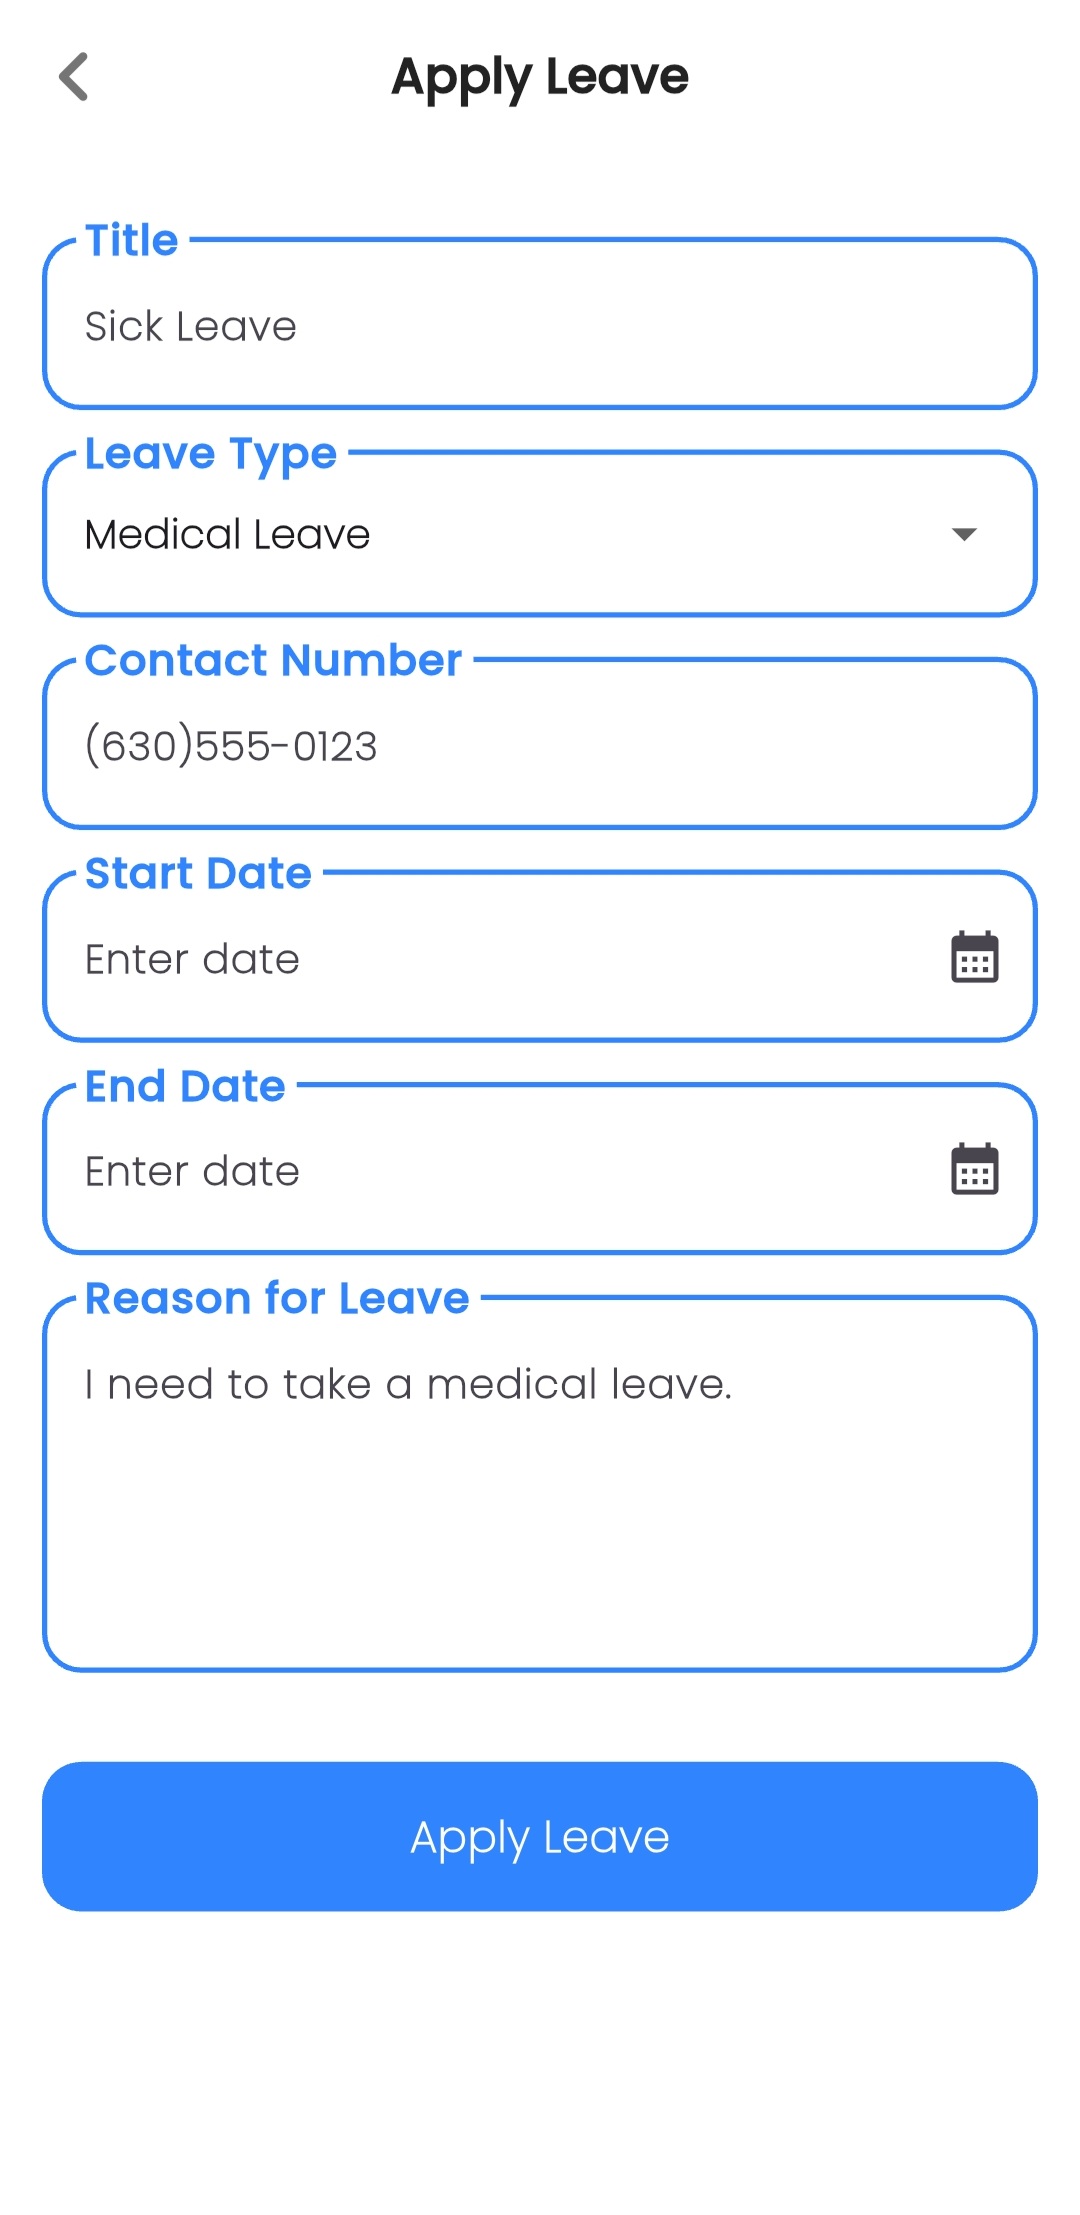 Apply Leave
Title
Sick Leave
Leave Type
Medical Leave
Contact Number
(630)555-0123
Start Date
Enter date
End Date
Enter date
Reason for Leave
I need to take a medical leave.
Apply Leave